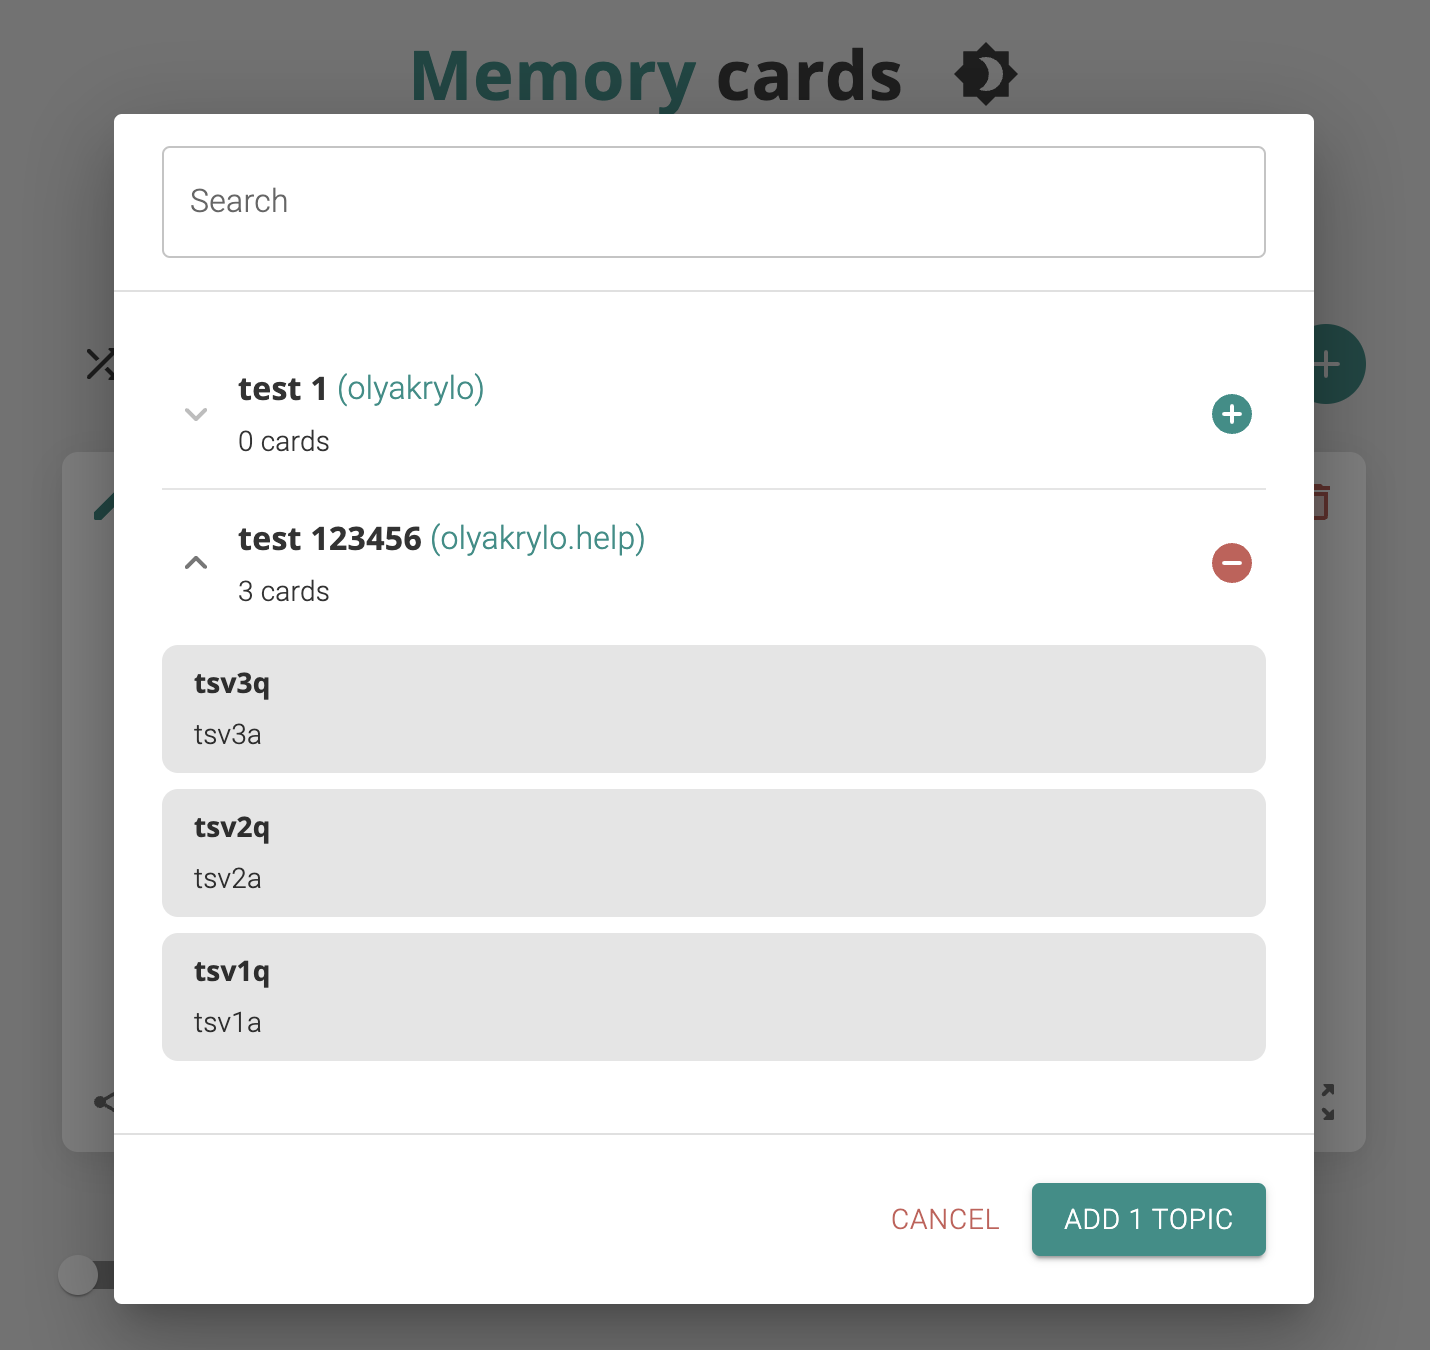 Memory cards
Search
test 1 (olyakrylo)
0 cards
test 123456 (olyakrylo.help)
3 cards
tsv3q
tsv3a
tsv2q
tsv2a
tsv1q
tsv1a
CANCEL
ADD 1 TOPIC